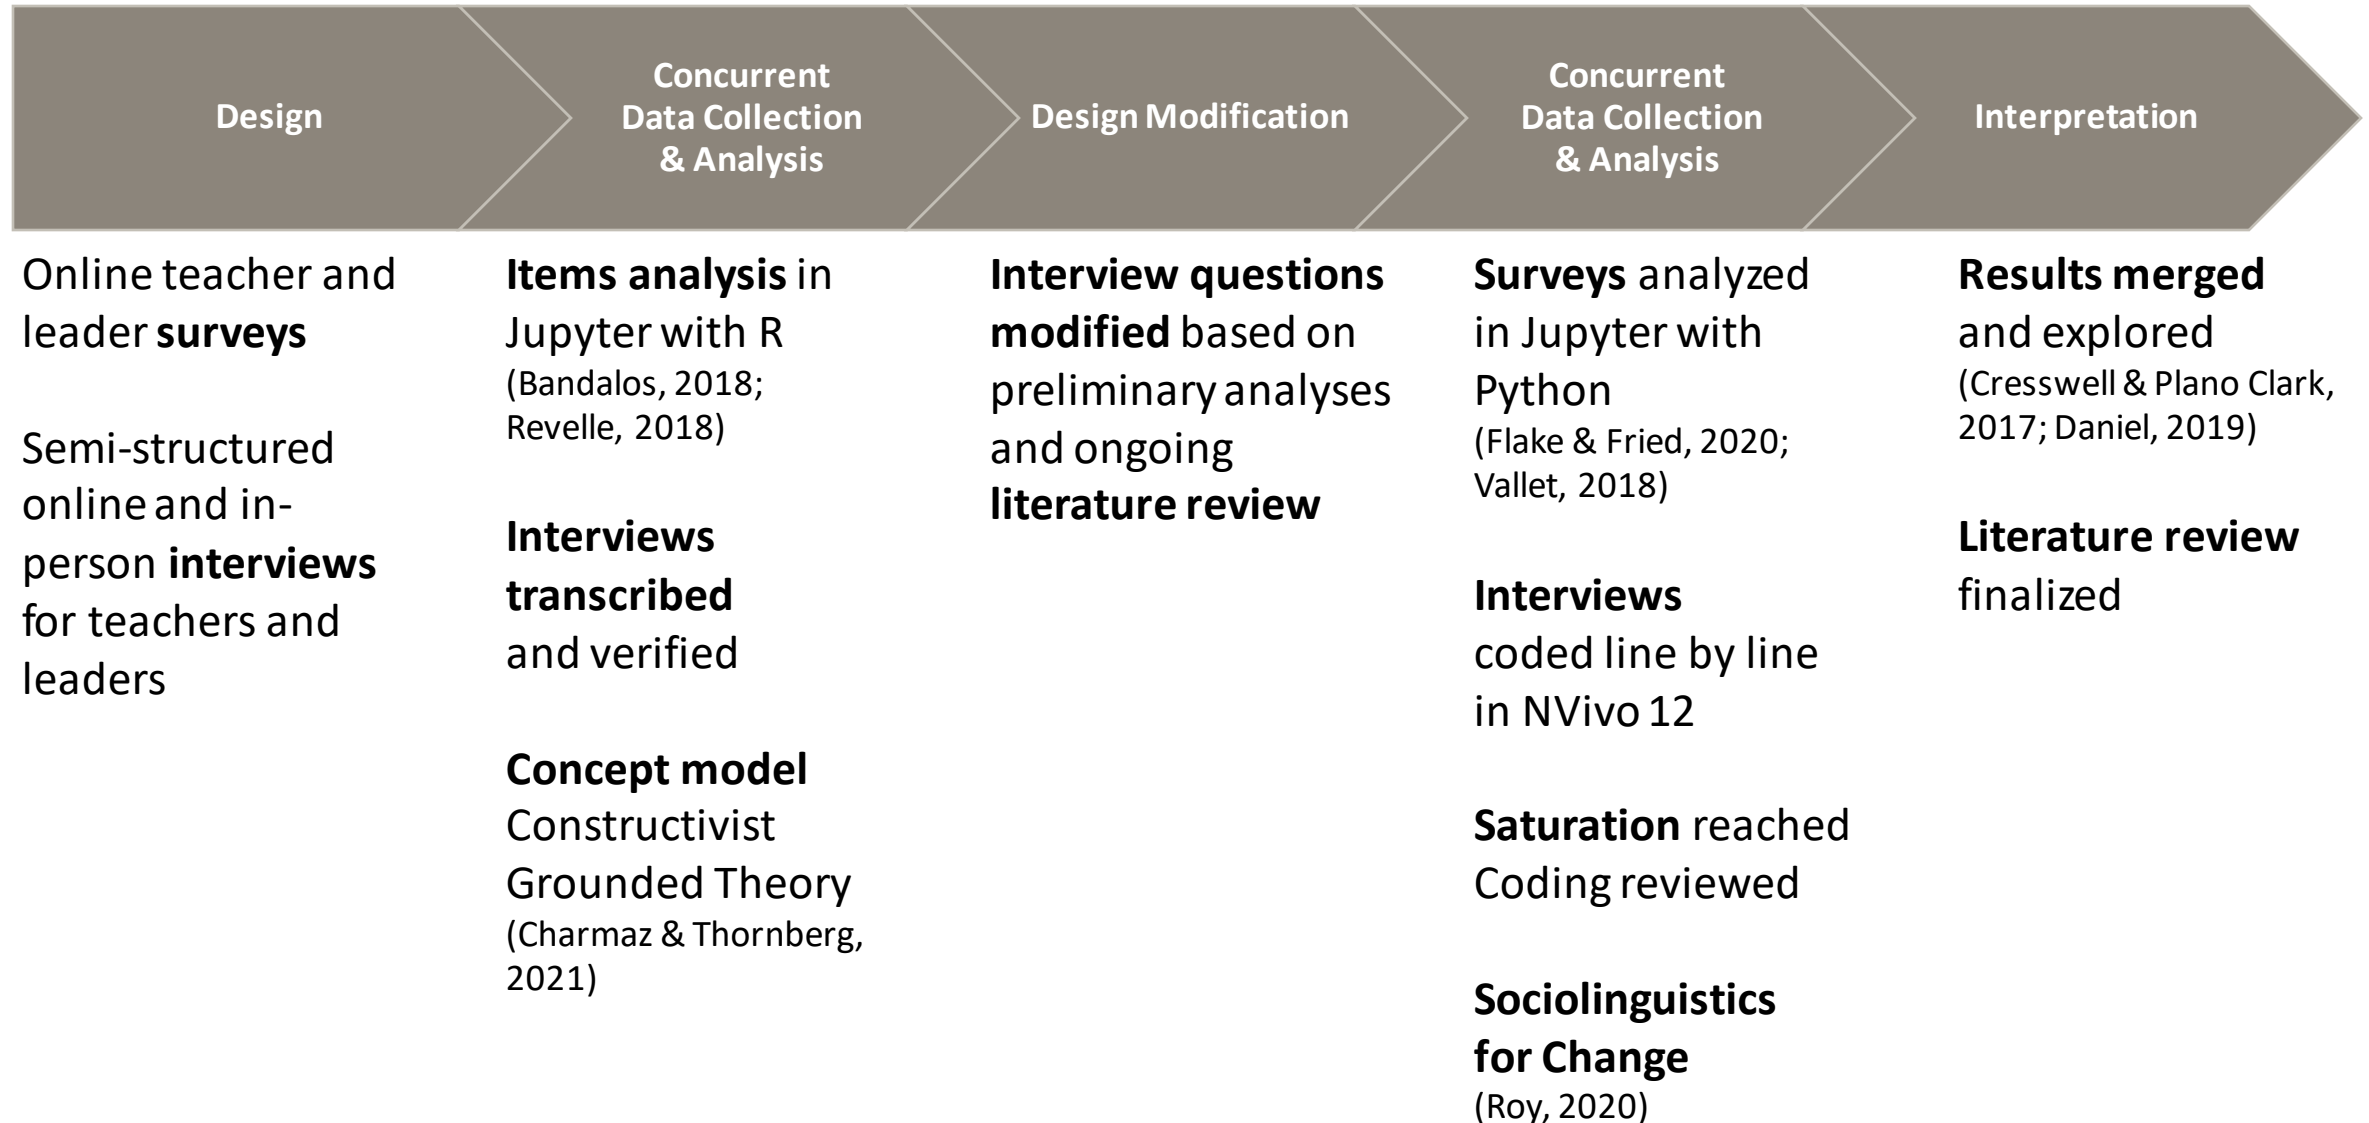 Design
Concurrent
Data Collection
& Analysis
Design Modification
Concurrent
Data Collection
& Analysis
Interpretation
Online teacher and
leader surveys
Semi-structured
online and in-
person interviews
for teachers and
leaders
Items analysis in
Jupyter with R
(Bandalos, 2018;
Revelle, 2018)
Interviews
transcribed
and verified
Concept model
Constructivist
Grounded Theory
(Charmaz & Thornberg,
2021)
Interview questions
modified based on
preliminary analyses
and ongoing
literature review
Surveys analyzed
in Jupyter with
Python
(Flake & Fried, 2020;
Vallet, 2018)
Interviews
coded line by line
in NVivo 12
Saturation reached
Coding reviewed
Sociolinguistics
for Change
(Roy, 2020)
Results merged
and explored
(Cresswell & Plano Clark,
2017; Daniel, 2019)
Literature review
finalized